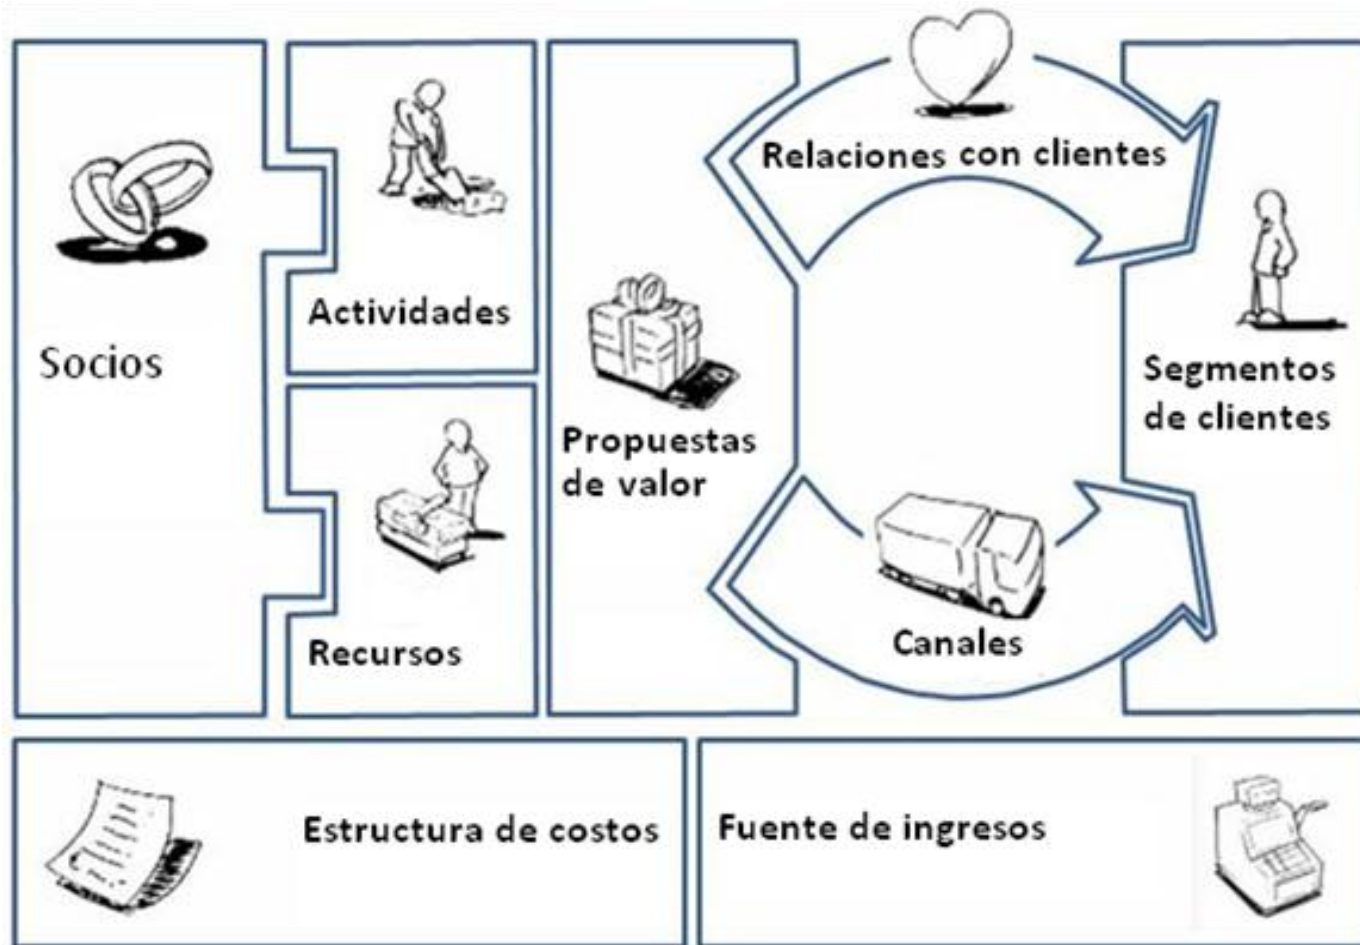 Socios
Actividades
Recursos
Propuestas
de valor
Relaciones con clientes
Canales
Segmentos
de clientes
Estructura de costos
Fuente de ingresos